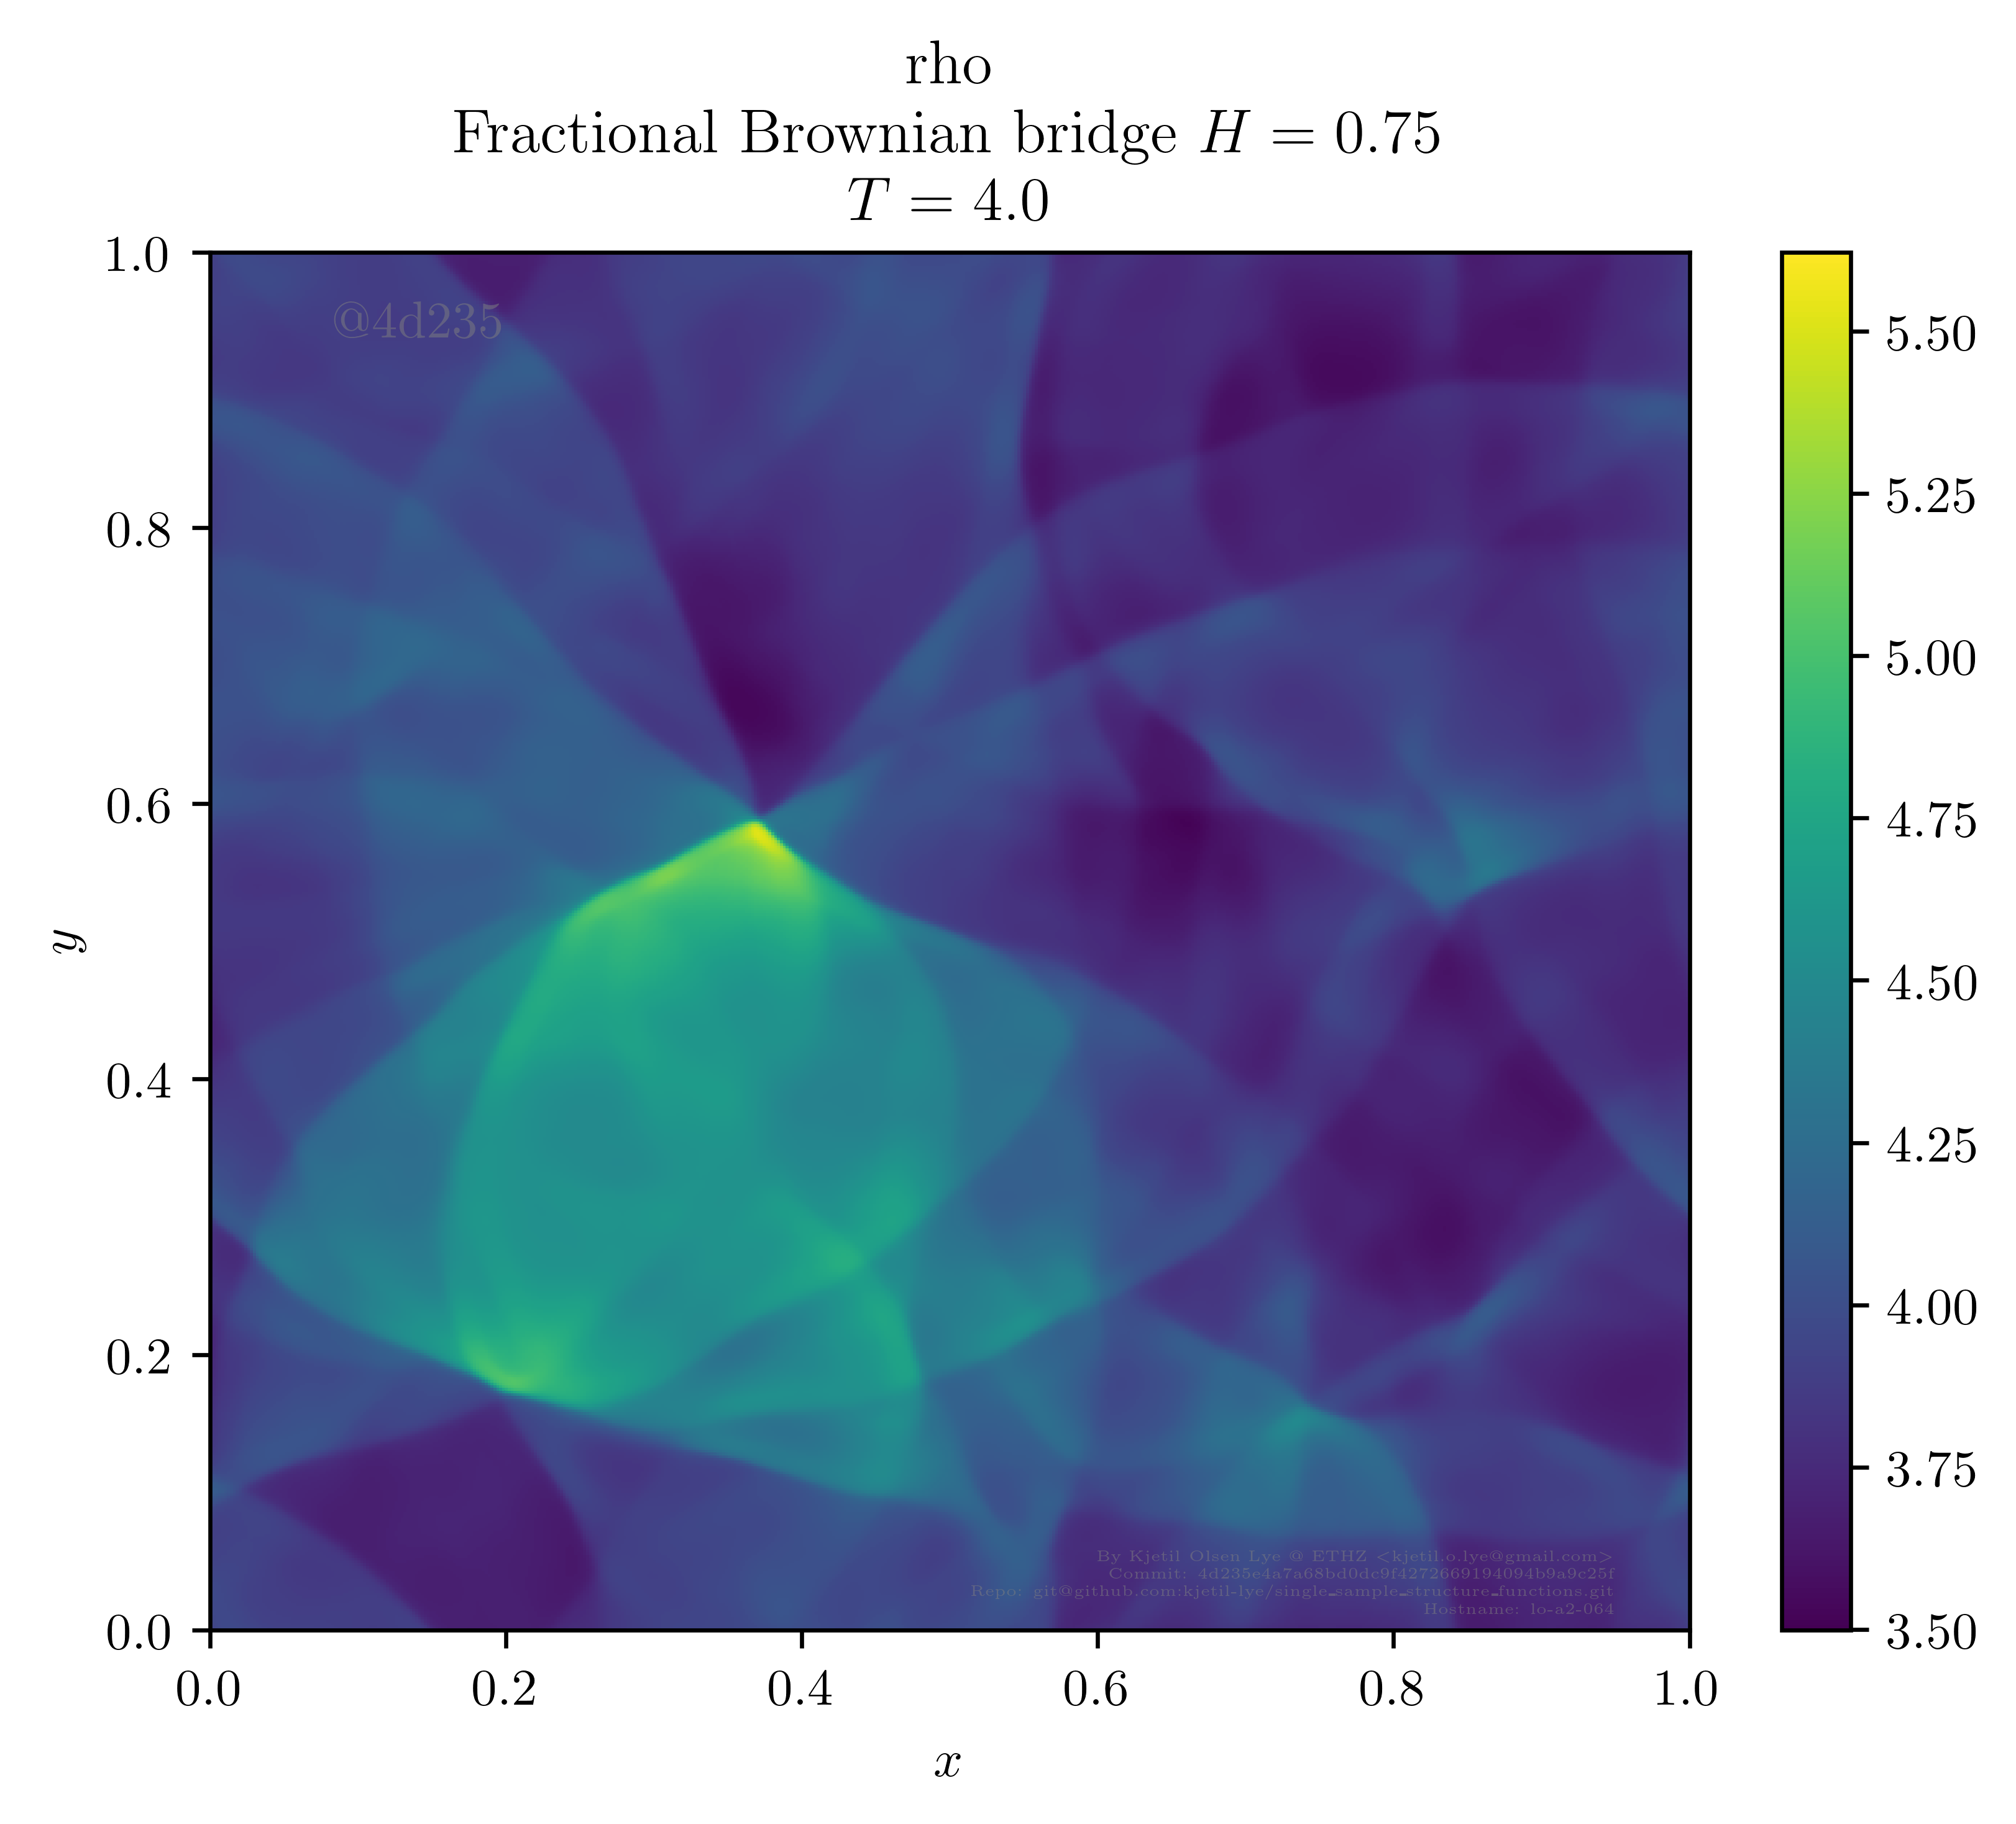 rho
Fractional Brownian bridge H = 0.75
T = 4.0
@4d235
1.0
0.8
0.6
0.4
0.2
0.0
y
0.0 0.2 0.4 0.6 0.8 1.0
x
5.50
5.25
5.00
4.75
4.50
4.25
4.00
3.75
3.50
By Kjetil Olsen Lye @ ETHZ <kjetil.o.lye@gmail.com>
Commit: 4d235e4a7a68bd0dc9f4272669194094b9a9c25f
Repo: git@github.com:kjetil-lye/single_sample_structure_functions.git
Hostname: lo-a2-064